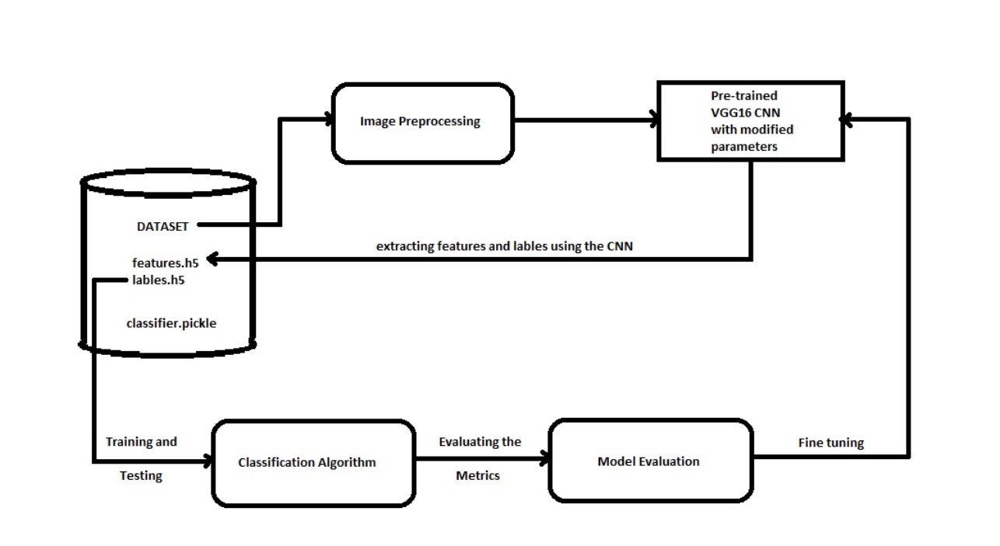 Image Preprocessing
Pre-trained
VGG16 CNN
with modified
parameters
DATASET
extracting features and lables using the CNN
features.h5
lables.h5
classifier.pickle
Training and
Testing
Classification Algorithm
Evaluating the
Metrics
Model Evaluation
Fine tuning